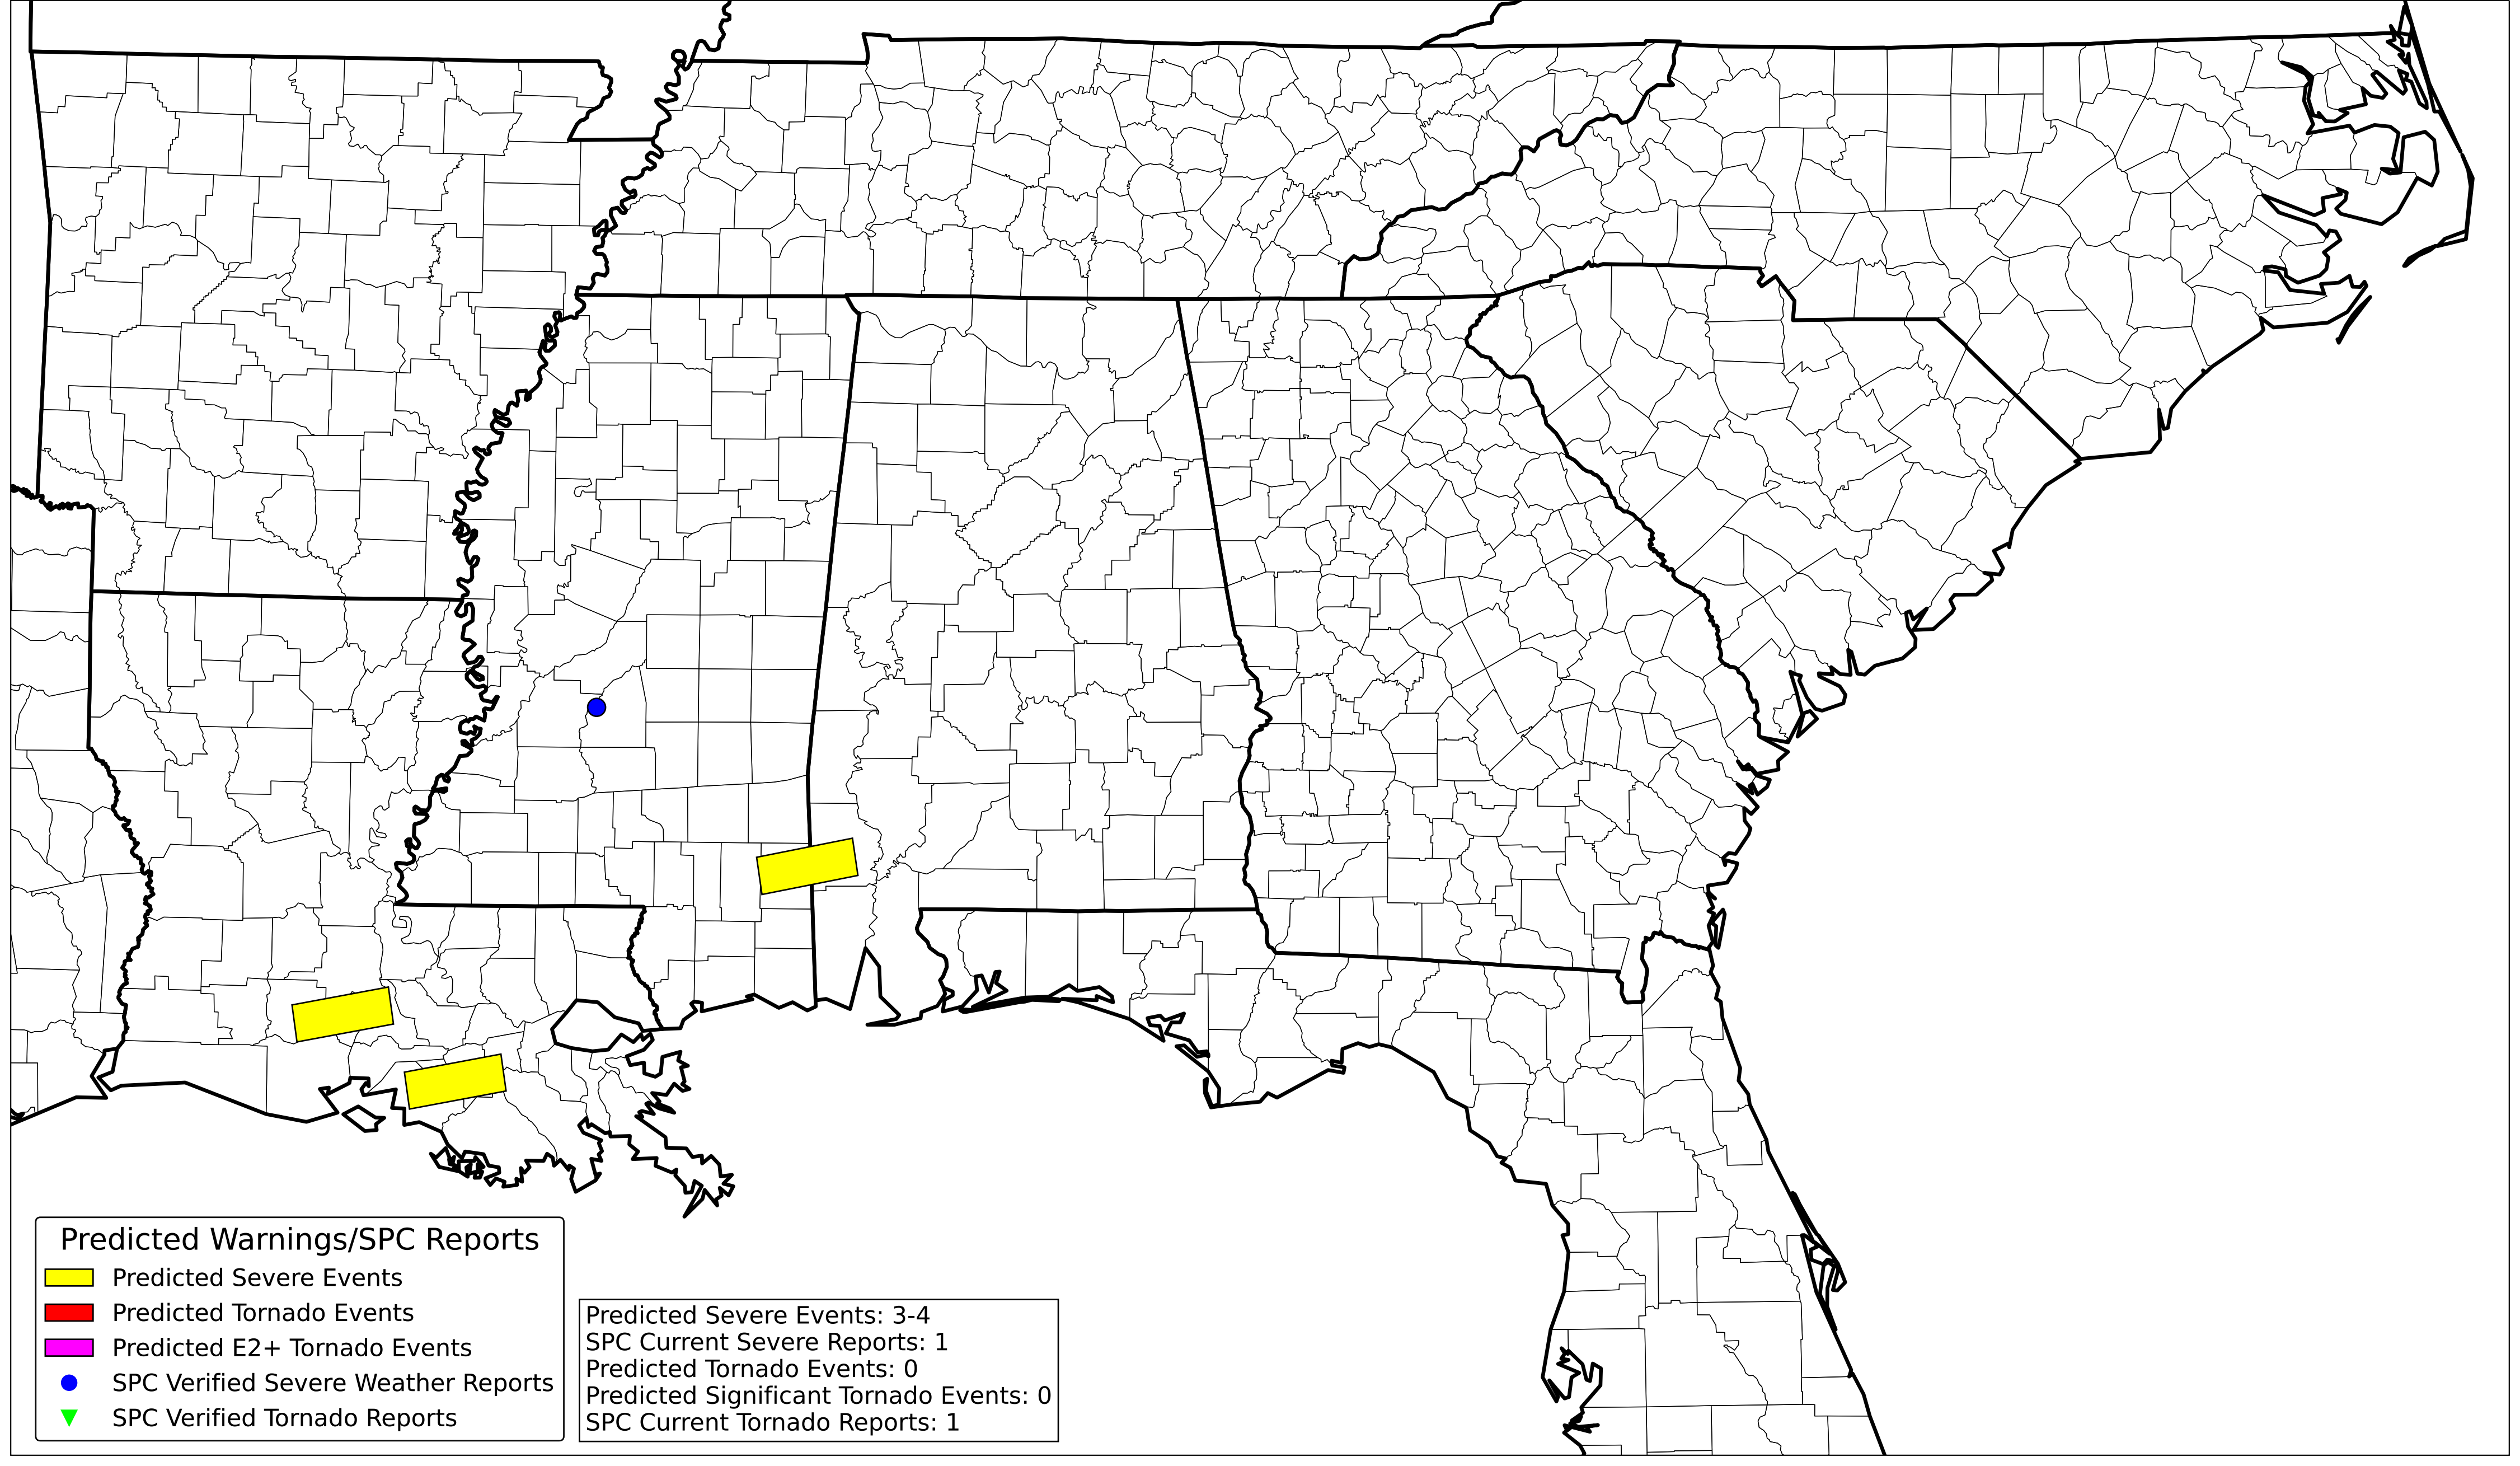 Predicted Warnings/SPC Reports
Predicted Severe Events
Predicted Tornado Events
Predicted E2+ Tornado Events
SPC Verified Severe Weather Reports
SPC Verified Tornado Reports
Predicted Severe Events: 3-4
SPC Current Severe Reports: 1
Predicted Tornado Events: 0
Predicted Significant Tornado Events: 0
SPC Current Tornado Reports: 1